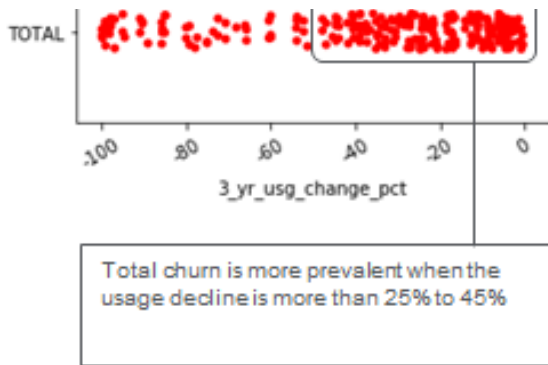 TOTAL
-100 -80 -60 -40 -20 0
3_yr_usg_change_pct
Total churn is more prevalent when the
usage decline is more than 25% to 45%